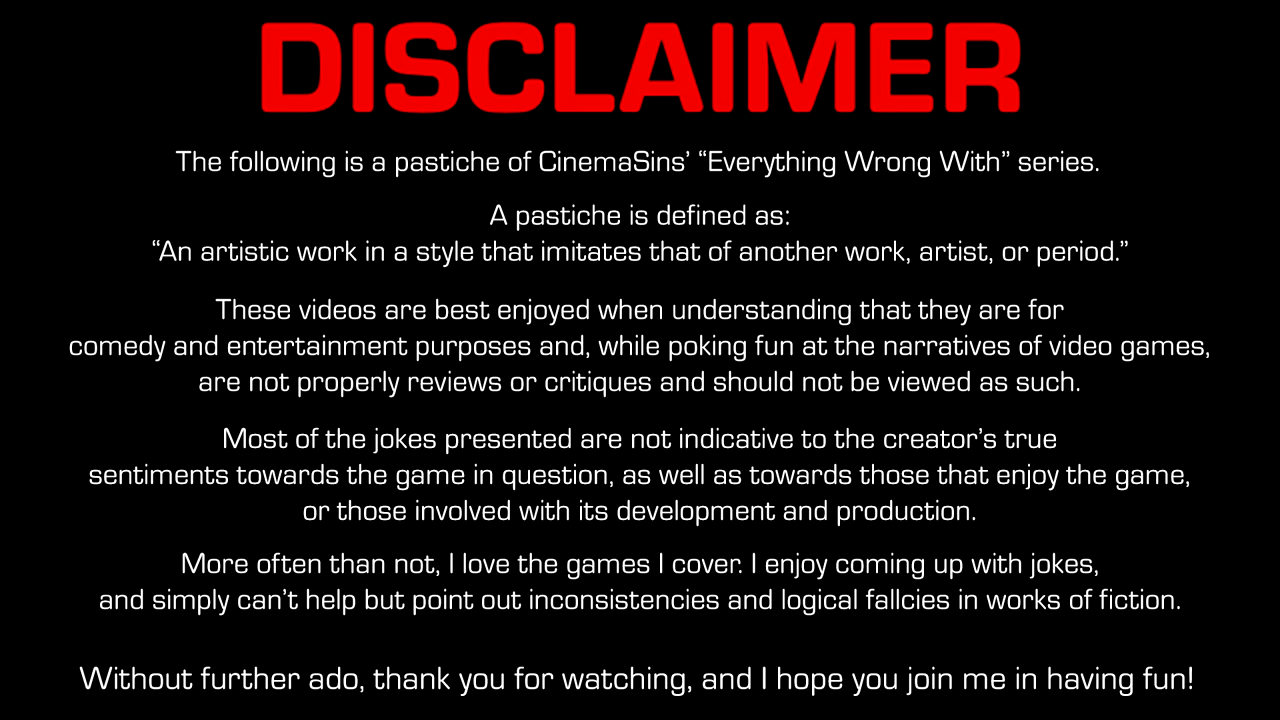 DISCLAIMER
The following is a pastiche of CinemaSins’ “Everything Wrong With” series.
A pastiche is defined as:
“An artistic work in a style that imitates that of another work, artist, or period.”
These videos are best enjoyed when understanding that they are for
comedy and entertainment purposes and, while poking fun at the narratives of video games,
are not properly reviews or critiques and should not be viewed as such.
Most of the jokes presented are not indicative to the creator’s true
sentiments towards the game in question, as well as towards those that enjoy the game,
or those involved with its development and production.
More often than not, I love the games I cover. I enjoy coming up with jokes,
and simply can’t help but point out inconsistencies and logical fallcies in works of fiction.
Without further ado, thank you for watching, and I hope you join me in having fun!